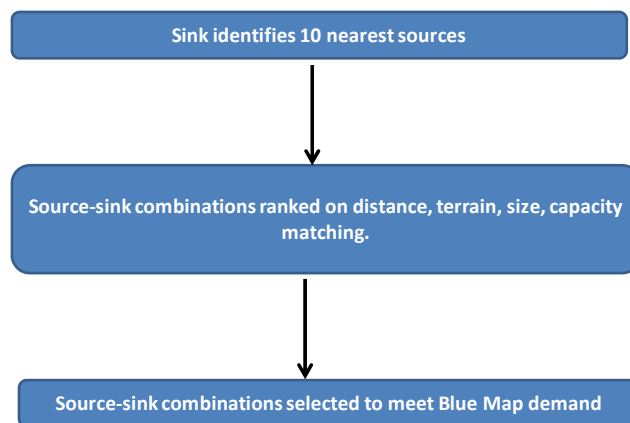 Sink identifies 10 nearest sources
Source-sink combinations ranked on distance, terrain, size, capacity
matching.
Source-sink combinations selected to meet Blue Map demand